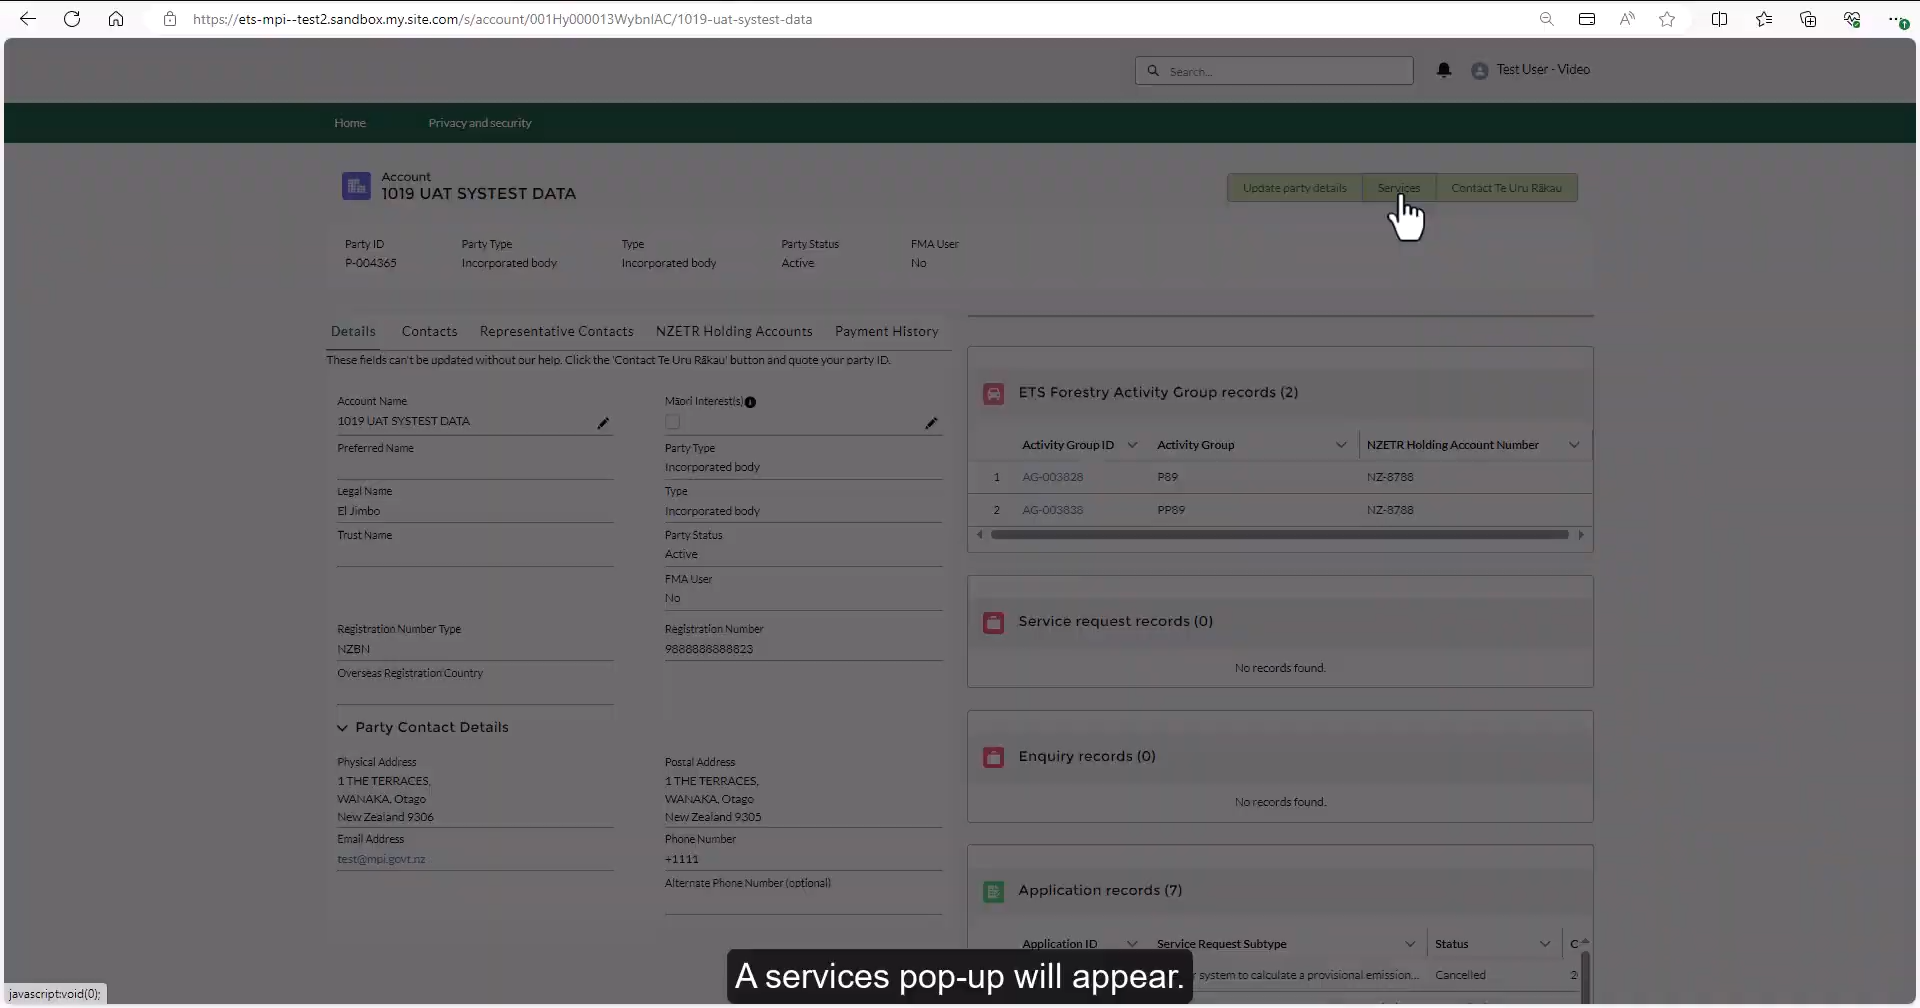 https://ets-mpi--test2.sandbox.my.site.com/s/account/001Hy000013WybnIAC/1019-uat-systest-data
Search...
Test User - Video
Home
Privacy and security
Account
1019 UAT SYSTEST DATA
Update party details
Services
Contact Te Uru Rākau
Party ID
P-004365
Party Type
Incorporated body
Type
Incorporated body
Party Status
Active
FMA User
No
Details
Contacts
Representative Contacts
NZETR Holding Accounts
Payment History
These fields can't be updated without our help. Click the 'Contact Te Uru Rākau' button and quote your party ID.
Account Name
1019 UAT SYSTEST DATA
Māori Interest(s)
Preferred Name
Party Type
Incorporated body
Legal Name
El Jimbo
Type
Incorporated body
Trust Name
Party Status
Active
FMA User
No
Registration Number Type
NZBN
Registration Number
9888888888823
Overseas Registration Country
Party Contact Details
Physical Address
1 THE TERRACES,
WANAKA, Otago
New Zealand 9306
Postal Address
1 THE TERRACES,
WANAKA, Otago
New Zealand 9305
Email Address
test@mpi.govt.nz
Phone Number
+1111
Alternate Phone Number (optional)
ETS Forestry Activity Group records (2)
Activity Group ID
Activity Group
NZETR Holding Account Number
1 AG-003828 P89 NZ-8788
2 AG-003838 PP89 NZ-8788
Service request records (0)
No records found.
Enquiry records (0)
No records found.
Application records (7)
Application ID
Service Request Subtype
Status
C
r system to calculate a provisional emission... Cancelled 2
A services pop-up will appear.
javascript:void(0);